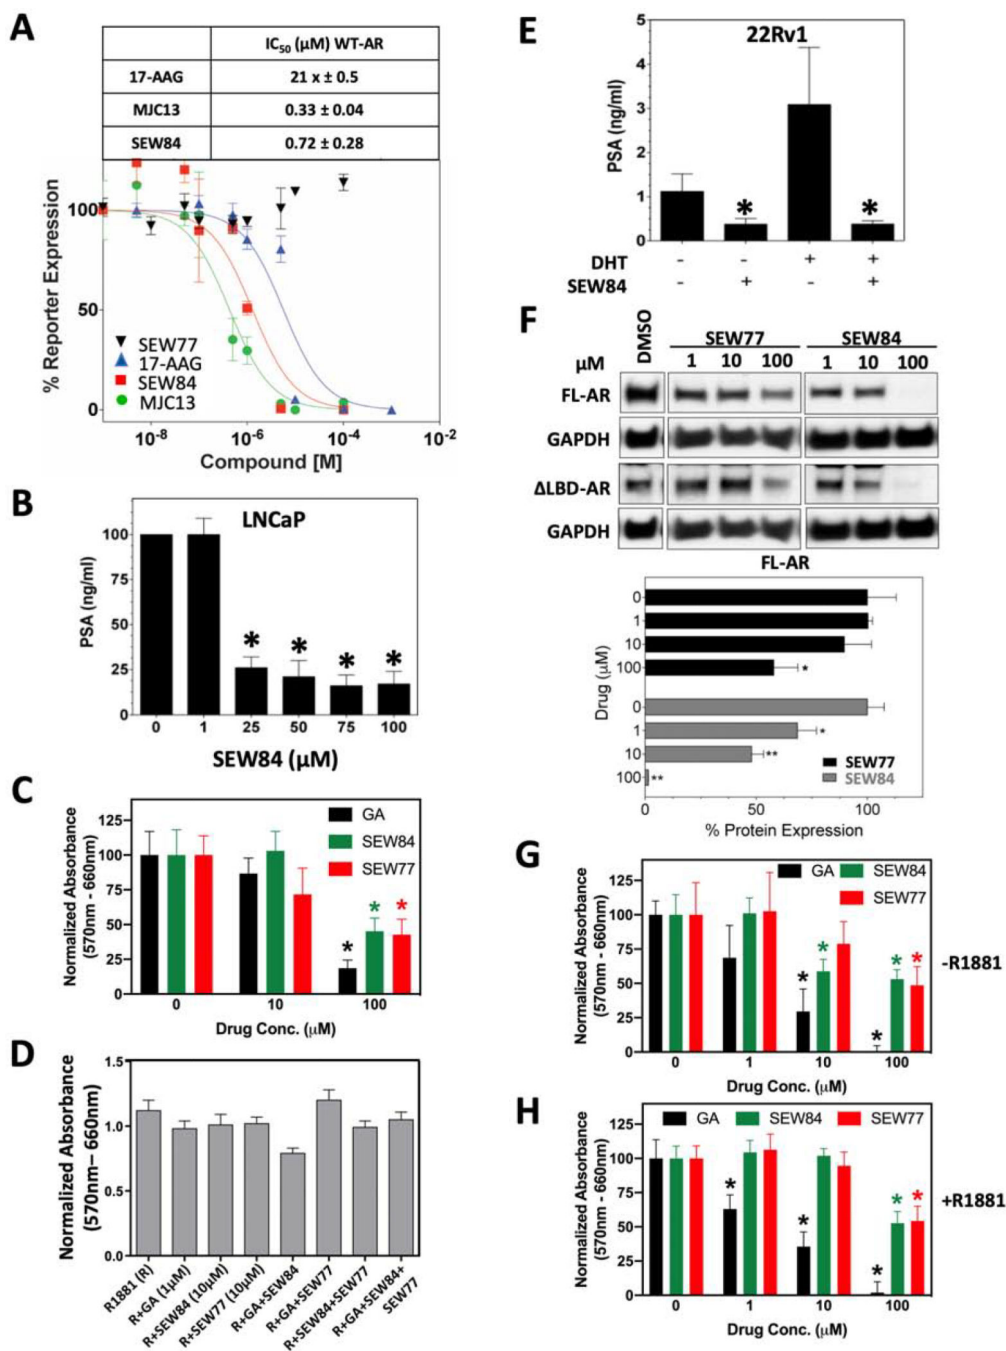 A
IC50 (µM) WT-AR
17-AAG 21 x ± 0.5
MJC13 0.33 ± 0.04
SEW84 0.72 ± 0.28
% Reporter Expression
100
50
0
SEW77
17-AAG
SEW84
MJC13
10-8 10-6 10-4 10-2
Compound [M]
B
LNCaP
PSA (ng/ml)
100
75
50
25
0
* * * *
0 1 25 50 75 100
SEW84 (µM)
C
Normalized Absorbance
(570nm - 660nm)
125
100
75
50
25
0
GA
SEW84
SEW77
* * *
0 10 100
Drug Conc. (µM)
D
Normalized Absorbance
(570nm– 660nm)
1.5
1.0
0.5
0.0
R1881 (R)
R+GA (1µM)
R+SEW84 (10µM)
R+SEW77 (10µM)
R+GA+SEW84
R+GA+SEW77
R+SEW84+SEW77
R+GA+SEW84+
SEW77
E
22Rv1
PSA (ng/ml)
5
4
3
2
1
0
* *
DHT - - + +
SEW84 - + - +
F
DMSO SEW77 SEW84
µM 1 10 100 1 10 100
FL-AR
GAPDH
ΔLBD-AR
GAPDH
FL-AR
Drug (µM)
0
1
10
100 *
0
1 *
10 **
100 **
SEW77
SEW84
0 50 100
% Protein Expression
G
Normalized Absorbance
(570nm - 660nm)
125
100
75
50
25
0
GA SEW84
SEW77
* * * * *
-R1881
0 1 10 100
Drug Conc. (µM)
H
Normalized Absorbance
(570nm - 660nm)
125
100
75
50
25
0
GA SEW84 SEW77
* * * * *
+R1881
0 1 10 100
Drug Conc. (µM)